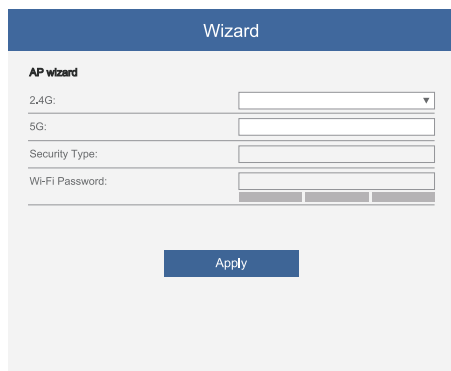 Wizard
AP wizard
2.4G:
5G:
Security Type:
Wi-Fi Password:
Apply